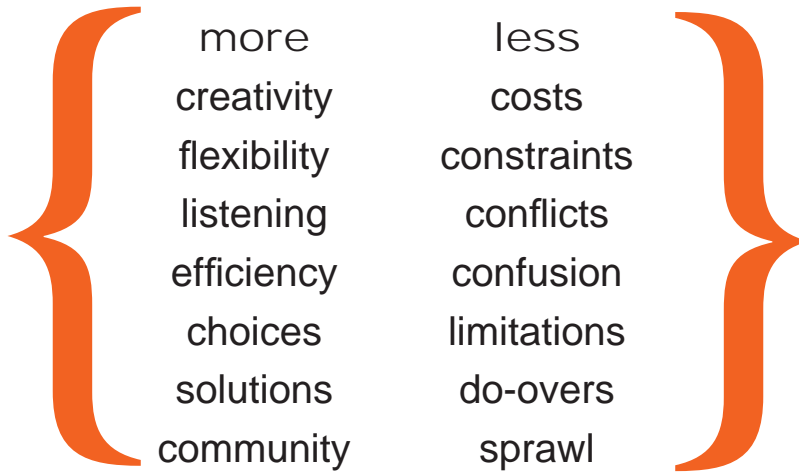 more less
creativity costs
flexibility constraints
listening conflicts
efficiency confusion
choices limitations
solutions do-overs
community sprawl